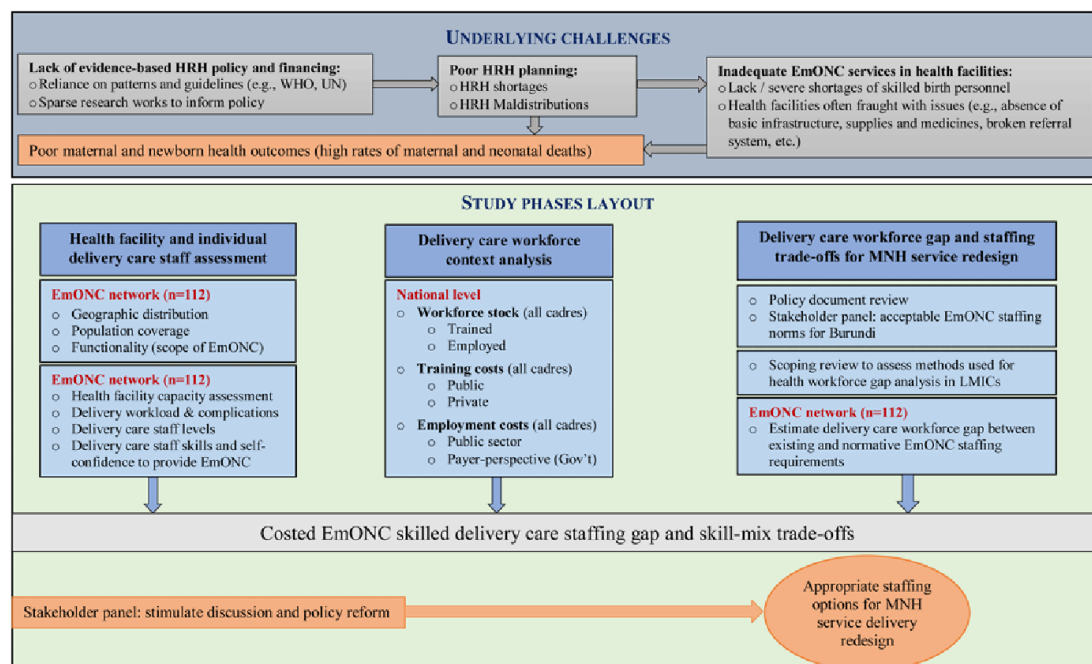 UNDERLYING CHALLENGES
Lack of evidence-based HRH policy and financing:
o Reliance on patterns and guidelines (e.g., WHO, UN)
o Sparse research works to inform policy
Poor HRH planning:
o HRH shortages
o HRH Maldistributions
Inadequate EmONC services in health facilities:
o Lack / severe shortages of skilled birth personnel
o Health facilities often fraught with issues (e.g., absence of
basic infrastructure, supplies and medicines, broken referral
system, etc.)
Poor maternal and newborn health outcomes (high rates of maternal and neonatal deaths)
STUDY PHASES LAYOUT
Health facility and individual
delivery care staff assessment
EmONC network (n=112)
o Geographic distribution
o Population coverage
o Functionality (scope of EmONC)
EmONC network (n=112)
o Health facility capacity assessment
o Delivery workload & complications
o Delivery care staff levels
o Delivery care staff skills and self-
confidence to provide EmONC
Delivery care workforce
context analysis
National level
o Workforce stock (all cadres)
o Trained
o Employed
o Training costs (all cadres)
o Public
o Private
o Employment costs (all cadres)
o Public sector
o Payer-perspective (Gov't)
Delivery care workforce gap and staffing
trade-offs for MNH service redesign
o Policy document review
o Stakeholder panel: acceptable EmONC staffing
norms for Burundi
o Scoping review to assess methods used for
health workforce gap analysis in LMICs
EmONC network (n=112)
o Estimate delivery care workforce gap between
existing and normative EmONC staffing
requirements
Costed EmONC skilled delivery care staffing gap and skill-mix trade-offs
Stakeholder panel: stimulate discussion and policy reform
Appropriate staffing
options for MNH
service delivery
redesign